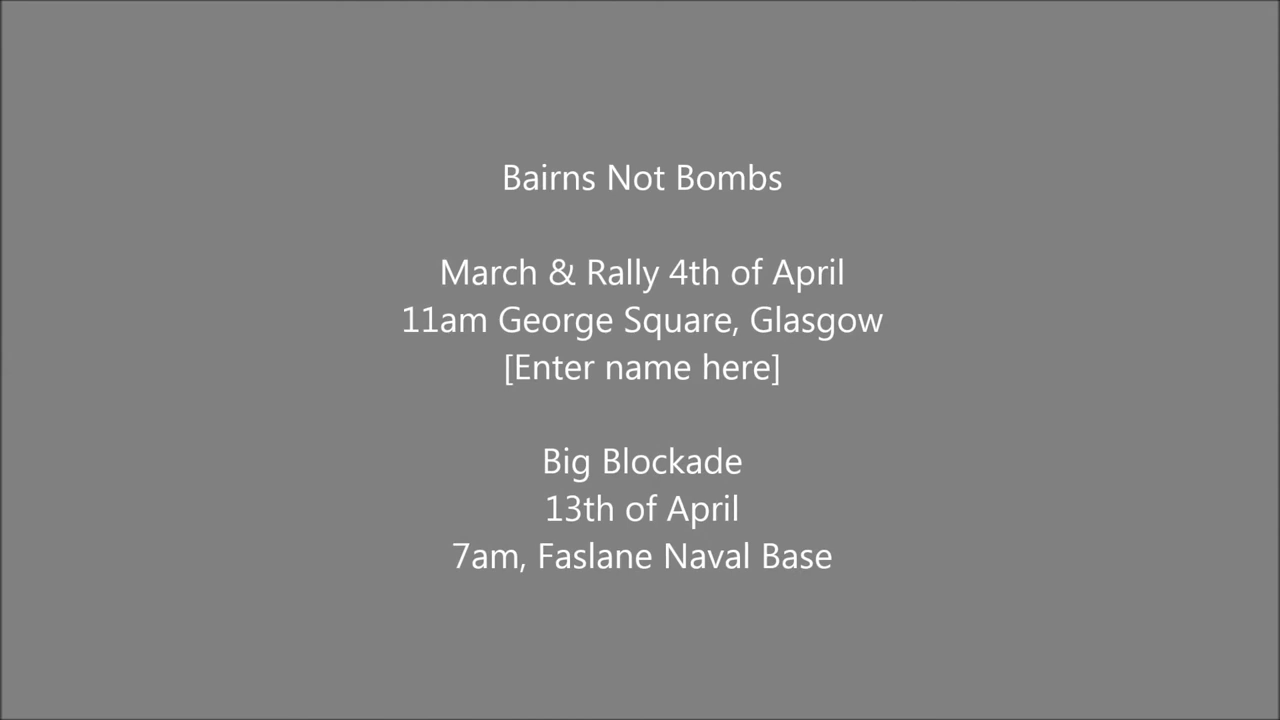 Bairns Not Bombs
March & Rally 4th of April
11am George Square, Glasgow
[Enter name here]
Big Blockade
13th of April
7am, Faslane Naval Base